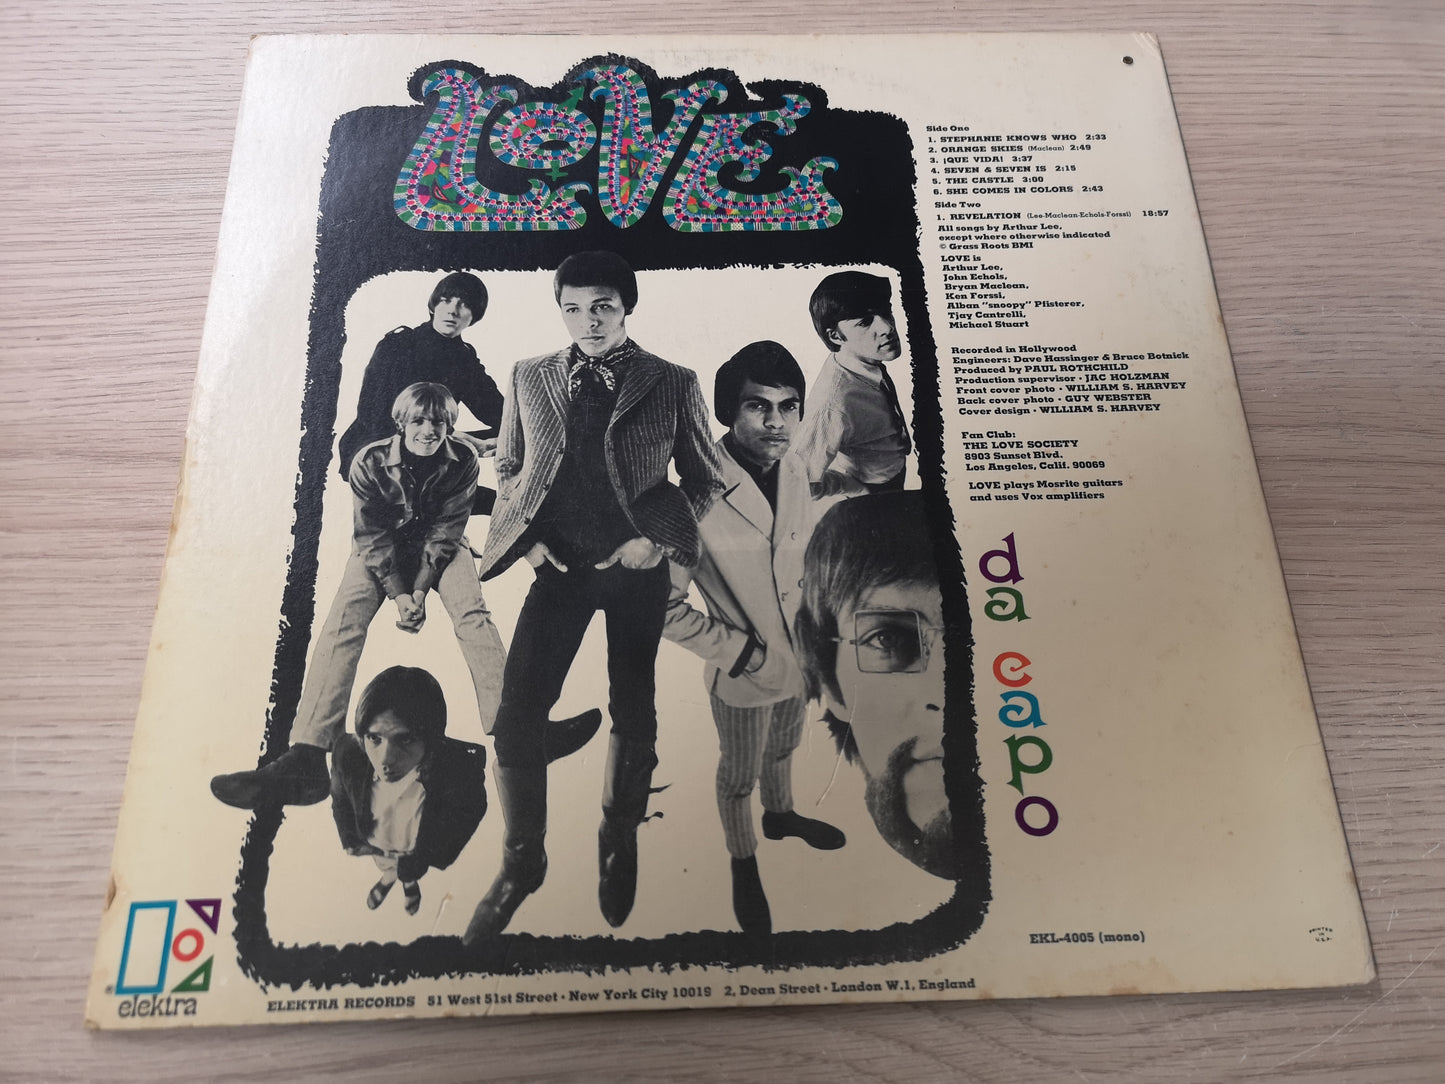 LOVE
Side One
1. STEPHANIE KNOWS WHO 2:33
2. ORANGE SKIES (Maclean) 2:49
3. ¡QUE VIDA! 3:37
4. SEVEN & SEVEN IS 2:15
5. THE CASTLE 3:00
6. SHE COMES IN COLORS 2:43
Side Two
1. REVELATION (Lee-Maclean-Echols-Forssi) 18:57
All songs by Arthur Lee,
except where otherwise indicated
© Grass Roots BMI
LOVE is
Arthur Lee,
John Echols,
Bryan Maclean,
Ken Forssi,
Alban "snoopy" Pfisterer,
Tjay Cantrelli,
Michael Stuart
Recorded in Hollywood
Engineers: Dave Hassinger & Bruce Botnick
Produced by PAUL ROTHCHILD
Production supervisor · JAC HOLZMAN
Front cover photo · WILLIAM S. HARVEY
Back cover photo · GUY WEBSTER
Cover design · WILLIAM S. HARVEY
Fan Club:
THE LOVE SOCIETY
8903 Sunset Blvd.
Los Angeles, Calif. 90069
LOVE plays Mosrite guitars
and uses Vox amplifiers
da capo
EKL-4005 (mono)
PRINTED
IN
U.S.A.
® elektra
ELEKTRA RECORDS 51 West 51st Street · New York City 10019 2, Dean Street · London W.1, England